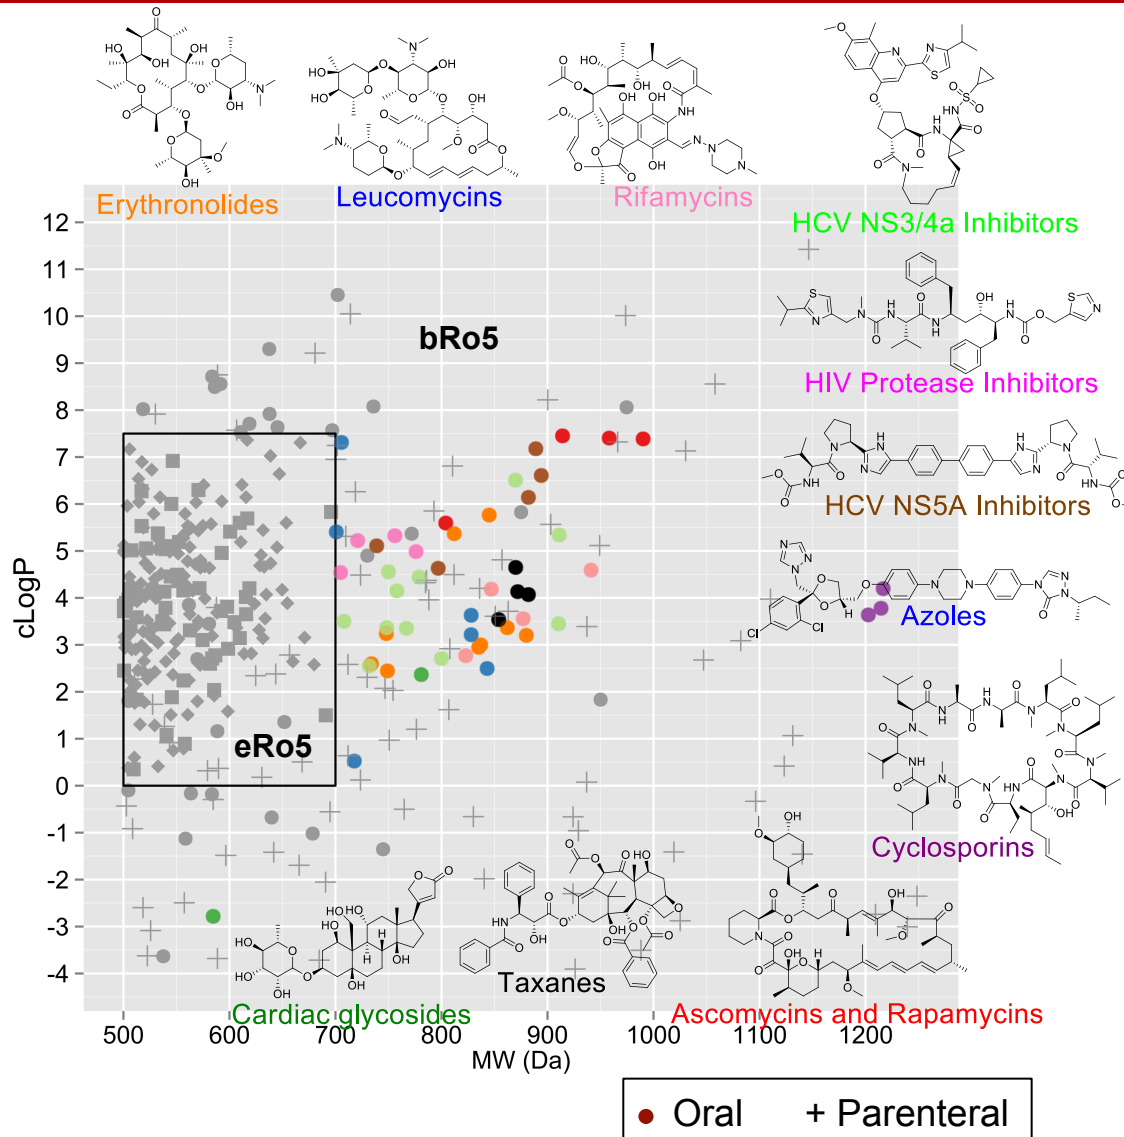 Erythronolides
Leucomycins
Rifamycins
HCV NS3/4a Inhibitors
HIV Protease Inhibitors
HCV NS5A Inhibitors
Azoles
Cyclosporins
Ascomycins and Rapamycins
Taxanes
Cardiac glycosides
bRo5
eRo5
cLogP
12
11
10
9
8
7
6
5
4
3
2
1
0
-1
-2
-3
-4
500 600 700 800 900 1000 1100 1200
MW (Da)
Oral + Parenteral